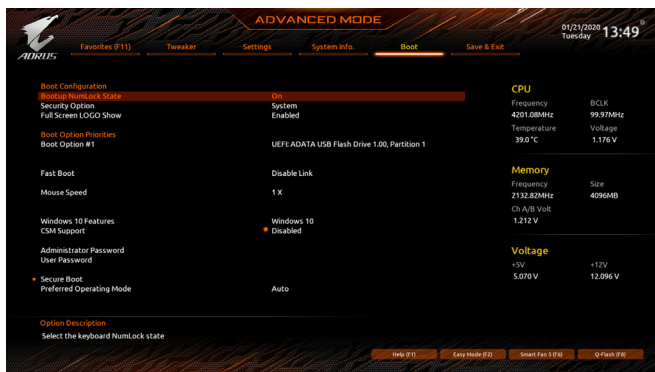 ADVANCED MODE
01/21/2020
Tuesday
13:49
AORUS
Favorites (F11) Tweaker Settings System Info. Boot Save & Exit
Boot Configuration
Bootup NumLock State On
Security Option System
Full Screen LOGO Show Enabled
Boot Option Priorities
Boot Option #1 UEFI: ADATA USB Flash Drive 1.00, Partition 1
Fast Boot Disable Link
Mouse Speed 1 X
Windows 10 Features Windows 10
CSM Support Disabled
Administrator Password
User Password
Secure Boot
Preferred Operating Mode Auto
Option Description
Select the keyboard NumLock state
CPU
Frequency BCLK
4201.08MHz 99.97MHz
Temperature Voltage
39.0 °C 1.176 V
Memory
Frequency Size
2132.82MHz 4096MB
Ch A/B Volt
1.212 V
Voltage
+5V +12V
5.070 V 12.096 V
Help (F1) Easy Mode (F2) Smart Fan 5 (F6) Q-Flash (F8)